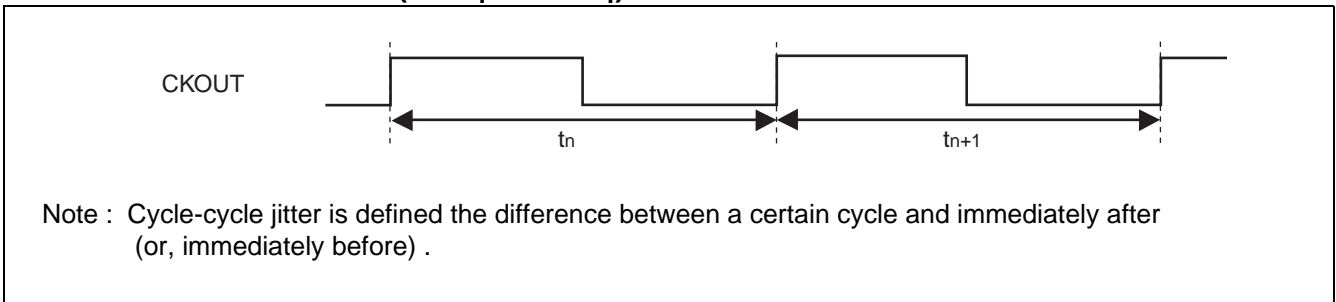 CKOUT
tn
tn+1
Note : Cycle-cycle jitter is defined the difference between a certain cycle and immediately after
(or, immediately before) .